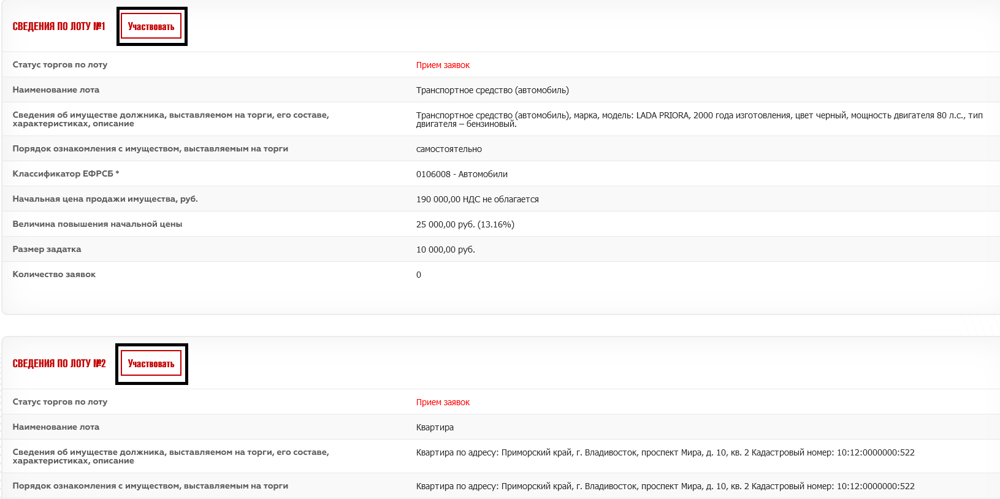 СВЕДЕНИЯ ПО ЛОТУ №1 Участвовать
Статус торгов по лоту Прием заявок
Наименование лота Транспортное средство (автомобиль)
Сведения об имуществе должника, выставляемом на торги, его составе, характеристиках, описание
Транспортное средство (автомобиль), марка, модель: LADA PRIORA, 2000 года изготовления, цвет черный, мощность двигателя 80 л.с., тип
двигателя – бензиновый.
Порядок ознакомления с имуществом, выставляемым на торги самостоятельно
Классификатор ЕФРСБ * 0106008 - Автомобили
Начальная цена продажи имущества, руб. 190 000,00 НДС не облагается
Величина повышения начальной цены 25 000,00 руб. (13.16%)
Размер задатка 10 000,00 руб.
Количество заявок 0
СВЕДЕНИЯ ПО ЛОТУ №2 Участвовать
Статус торгов по лоту Прием заявок
Наименование лота Квартира
Сведения об имуществе должника, выставляемом на торги, его составе,
характеристиках, описание
Квартира по адресу: Приморский край, г. Владивосток, проспект Мира, д. 10, кв. 2 Кадастровый номер: 10:12:0000000:522
Порядок ознакомления с имуществом, выставляемым на торги Квартира по адресу: Приморский край, г. Владивосток, проспект Мира, д. 10, кв. 2 Кадастровый номер: 10:12:0000000:522